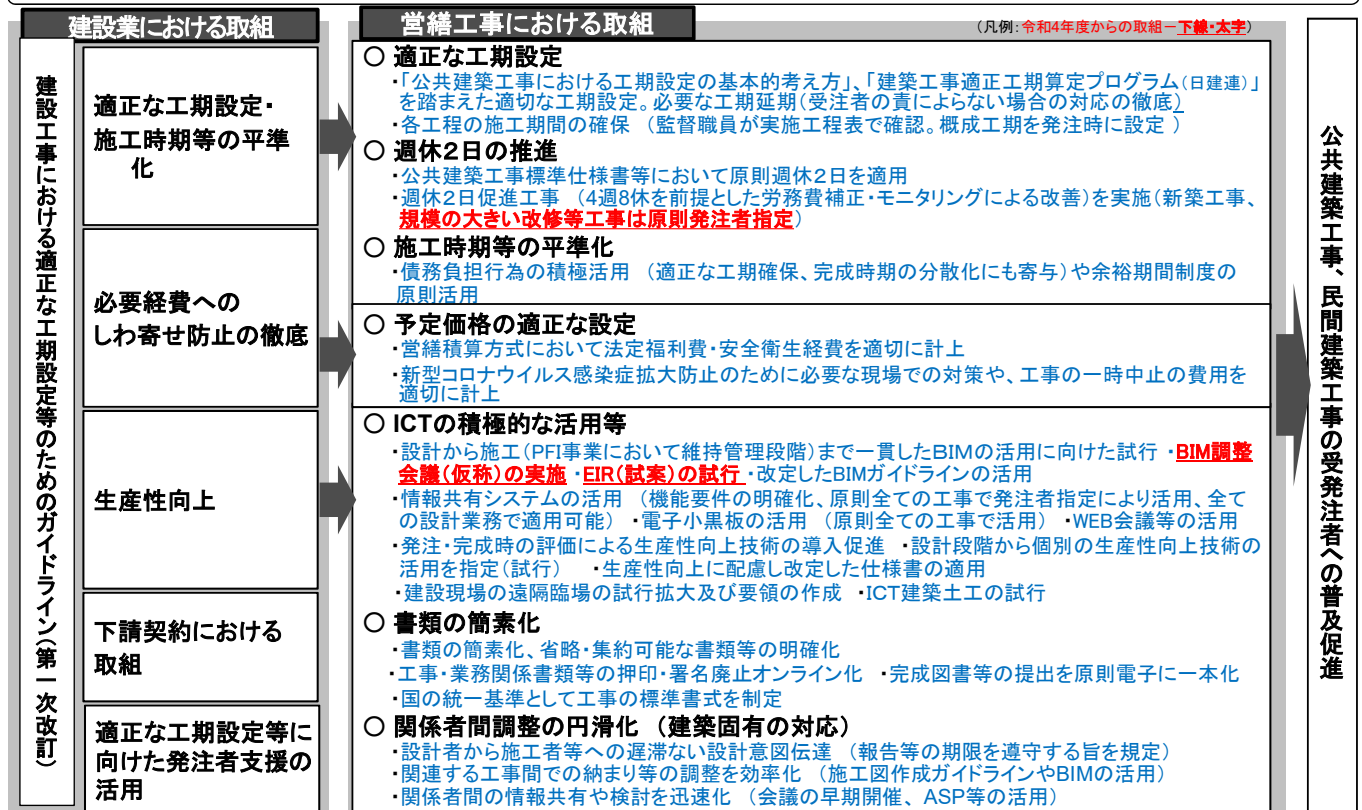 建設業における取組
営繕工事における取組
(凡例:令和4年度からの取組ー下線・太字)
建設工事における適正な工期設定等のためのガイドライン(第一次改訂)
適正な工期設定・
施工時期等の平準
化
必要経費への
しわ寄せ防止の徹底
生産性向上
下請契約における
取組
適正な工期設定等に
向けた発注者支援の
活用
○ 適正な工期設定
・「公共建築工事における工期設定の基本的考え方」、「建築工事適正工期算定プログラム(日建連)」
を踏まえた適切な工期設定。必要な工期延期(受注者の責によらない場合の対応の徹底)
・各工程の施工期間の確保 (監督職員が実施工程表で確認。概成工期を発注時に設定 )
○ 週休2日の推進
・公共建築工事標準仕様書等において原則週休2日を適用
・週休2日促進工事 (4週8休を前提とした労務費補正・モニタリングによる改善)を実施(新築工事、
規模の大きい改修等工事は原則発注者指定)
○ 施工時期等の平準化
・債務負担行為の積極活用 (適正な工期確保、完成時期の分散化にも寄与)や余裕期間制度の
原則活用
○ 予定価格の適正な設定
・営繕積算方式において法定福利費・安全衛生経費を適切に計上
・新型コロナウイルス感染症拡大防止のために必要な現場での対策や、工事の一時中止の費用を
適切に計上
○ ICTの積極的な活用等
・設計から施工(PFI事業において維持管理段階)まで一貫したBIMの活用に向けた試行 ・BIM調整
会議(仮称)の実施 ・EIR(試案)の試行 ・改定したBIMガイドラインの活用
・情報共有システムの活用 (機能要件の明確化、原則全ての工事で発注者指定により活用、全て
の設計業務で適用可能) ・電子小黒板の活用 (原則全ての工事で活用) ・WEB会議等の活用
・発注・完成時の評価による生産性向上技術の導入促進 ・設計段階から個別の生産性向上技術の
活用を指定(試行) ・生産性向上に配慮し改定した仕様書の適用
・建設現場の遠隔臨場の試行拡大及び要領の作成 ・ICT建築土工の試行
○ 書類の簡素化
・書類の簡素化、省略・集約可能な書類等の明確化
・工事・業務関係書類等の押印・署名廃止オンライン化 ・完成図書等の提出を原則電子に一本化
・国の統一基準として工事の標準書式を制定
○ 関係者間調整の円滑化 (建築固有の対応)
・設計者から施工者等への遅滞ない設計意図伝達 (報告等の期限を遵守する旨を規定)
・関連する工事間での納まり等の調整を効率化 (施工図作成ガイドラインやBIMの活用)
・関係者間の情報共有や検討を迅速化 (会議の早期開催、ASP等の活用)
公共建築工事、民間建築工事の受発注者への普及促進